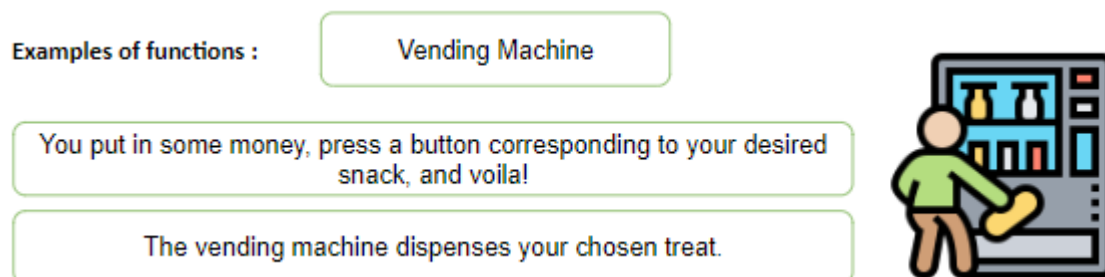 Examples of functions :
Vending Machine
You put in some money, press a button corresponding to your desired
snack, and voila!
The vending machine dispenses your chosen treat.